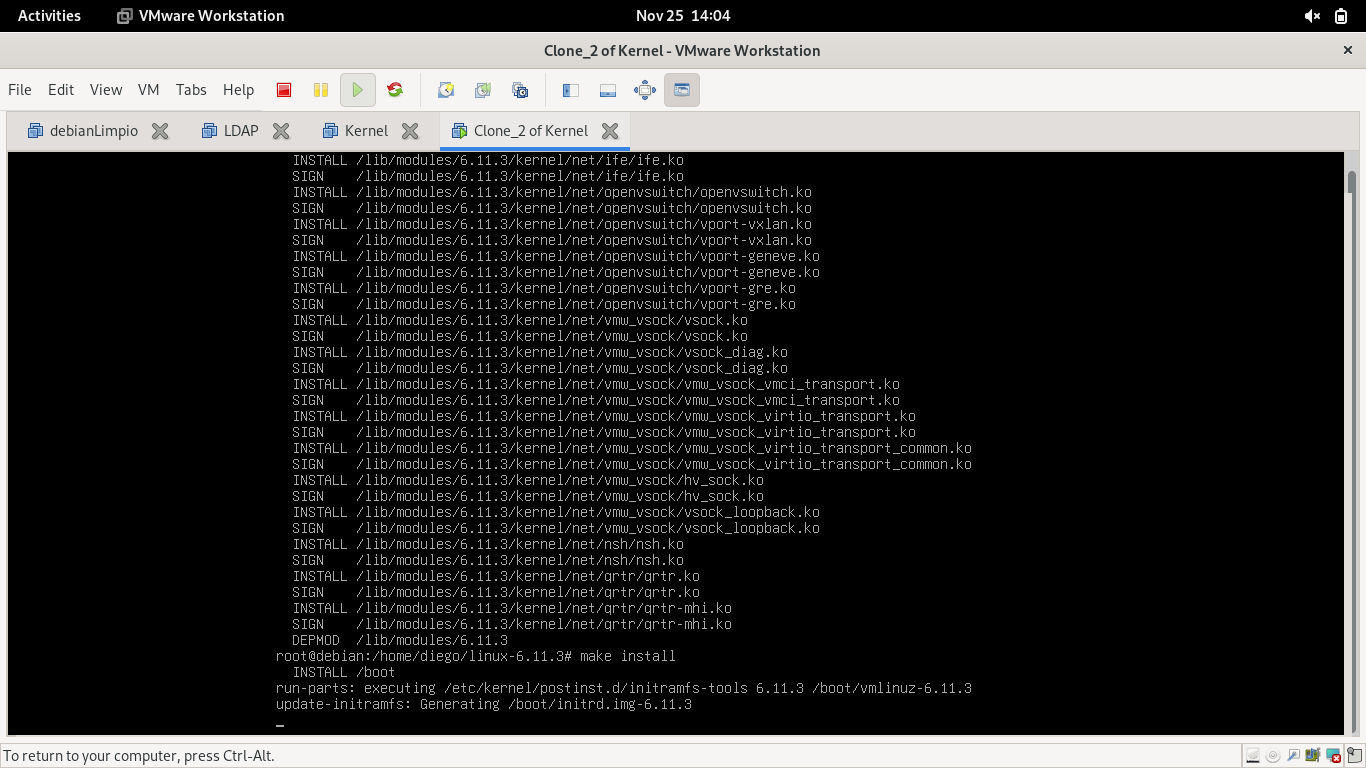 Activities VMware Workstation Nov 25 14:04
Clone_2 of Kernel - VMware Workstation
File Edit View VM Tabs Help
debianLimpio LDAP Kernel Clone_2 of Kernel
INSTALL /lib/modules/6.11.3/kernel/net/ife/ife.ko
SIGN /lib/modules/6.11.3/kernel/net/ife/ife.ko
INSTALL /lib/modules/6.11.3/kernel/net/openvswitch/openvswitch.ko
SIGN /lib/modules/6.11.3/kernel/net/openvswitch/openvswitch.ko
INSTALL /lib/modules/6.11.3/kernel/net/openvswitch/vport-vxlan.ko
SIGN /lib/modules/6.11.3/kernel/net/openvswitch/vport-vxlan.ko
INSTALL /lib/modules/6.11.3/kernel/net/openvswitch/vport-geneve.ko
SIGN /lib/modules/6.11.3/kernel/net/openvswitch/vport-geneve.ko
INSTALL /lib/modules/6.11.3/kernel/net/openvswitch/vport-gre.ko
SIGN /lib/modules/6.11.3/kernel/net/openvswitch/vport-gre.ko
INSTALL /lib/modules/6.11.3/kernel/net/vmw_vsock/vsock.ko
SIGN /lib/modules/6.11.3/kernel/net/vmw_vsock/vsock.ko
INSTALL /lib/modules/6.11.3/kernel/net/vmw_vsock/vsock_diag.ko
SIGN /lib/modules/6.11.3/kernel/net/vmw_vsock/vsock_diag.ko
INSTALL /lib/modules/6.11.3/kernel/net/vmw_vsock/vmw_vsock_vmci_transport.ko
SIGN /lib/modules/6.11.3/kernel/net/vmw_vsock/vmw_vsock_vmci_transport.ko
INSTALL /lib/modules/6.11.3/kernel/net/vmw_vsock/vmw_vsock_virtio_transport.ko
SIGN /lib/modules/6.11.3/kernel/net/vmw_vsock/vmw_vsock_virtio_transport.ko
INSTALL /lib/modules/6.11.3/kernel/net/vmw_vsock/vmw_vsock_virtio_transport_common.ko
SIGN /lib/modules/6.11.3/kernel/net/vmw_vsock/vmw_vsock_virtio_transport_common.ko
INSTALL /lib/modules/6.11.3/kernel/net/vmw_vsock/hv_sock.ko
SIGN /lib/modules/6.11.3/kernel/net/vmw_vsock/hv_sock.ko
INSTALL /lib/modules/6.11.3/kernel/net/vmw_vsock/vsock_loopback.ko
SIGN /lib/modules/6.11.3/kernel/net/vmw_vsock/vsock_loopback.ko
INSTALL /lib/modules/6.11.3/kernel/net/nsh/nsh.ko
SIGN /lib/modules/6.11.3/kernel/net/nsh/nsh.ko
INSTALL /lib/modules/6.11.3/kernel/net/qrtr/qrtr.ko
SIGN /lib/modules/6.11.3/kernel/net/qrtr/qrtr.ko
INSTALL /lib/modules/6.11.3/kernel/net/qrtr/qrtr-mhi.ko
SIGN /lib/modules/6.11.3/kernel/net/qrtr/qrtr-mhi.ko
DEPMOD /lib/modules/6.11.3
root@debian:/home/diego/linux-6.11.3# make install
INSTALL /boot
run-parts: executing /etc/kernel/postinst.d/initramfs-tools 6.11.3 /boot/vmlinuz-6.11.3
update-initramfs: Generating /boot/initrd.img-6.11.3
To return to your computer, press Ctrl-Alt.